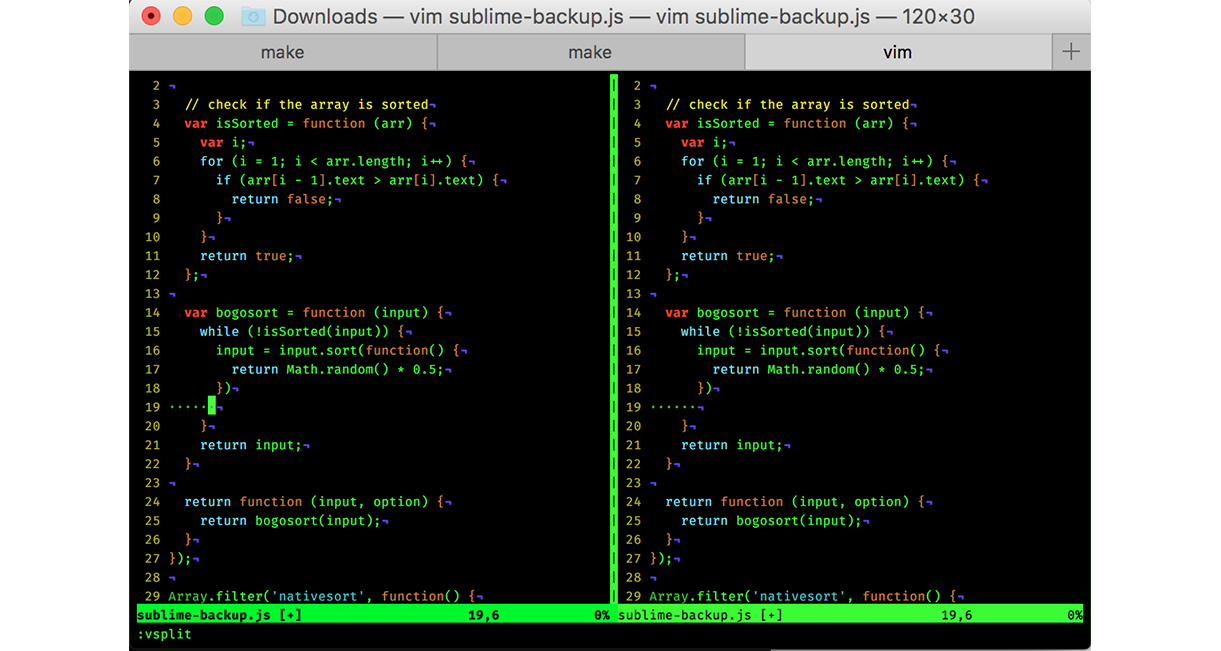 Downloads — vim sublime-backup.js — vim sublime-backup.js — 120×30
make make vim +
2 ¬
3   // check if the array is sorted¬
4   var isSorted = function (arr) {¬
5     var i;¬
6     for (i = 1; i < arr.length; i++) {¬
7       if (arr[i - 1].text > arr[i].text) {¬
8         return false;¬
9       }¬
10     }¬
11     return true;¬
12   };¬
13 ¬
14   var bogosort = function (input) {¬
15     while (!isSorted(input)) {¬
16       input = input.sort(function() {¬
17         return Math.random() * 0.5;¬
18       })¬
19 ······¬
20     }¬
21     return input;¬
22   }¬
23 ¬
24   return function (input, option) {¬
25     return bogosort(input);¬
26   }¬
27 });¬
28 ¬
29 Array.filter('nativesort', function() {¬
sublime-backup.js [+] 19,6 0%
2 ¬
3   // check if the array is sorted¬
4   var isSorted = function (arr) {¬
5     var i;¬
6     for (i = 1; i < arr.length; i++) {¬
7       if (arr[i - 1].text > arr[i].text) {¬
8         return false;¬
9       }¬
10     }¬
11     return true;¬
12   };¬
13 ¬
14   var bogosort = function (input) {¬
15     while (!isSorted(input)) {¬
16       input = input.sort(function() {¬
17         return Math.random() * 0.5;¬
18       })¬
19 ······¬
20     }¬
21     return input;¬
22   }¬
23 ¬
24   return function (input, option) {¬
25     return bogosort(input);¬
26   }¬
27 });¬
28 ¬
29 Array.filter('nativesort', function() {¬
sublime-backup.js [+] 19,6 0%
:vsplit